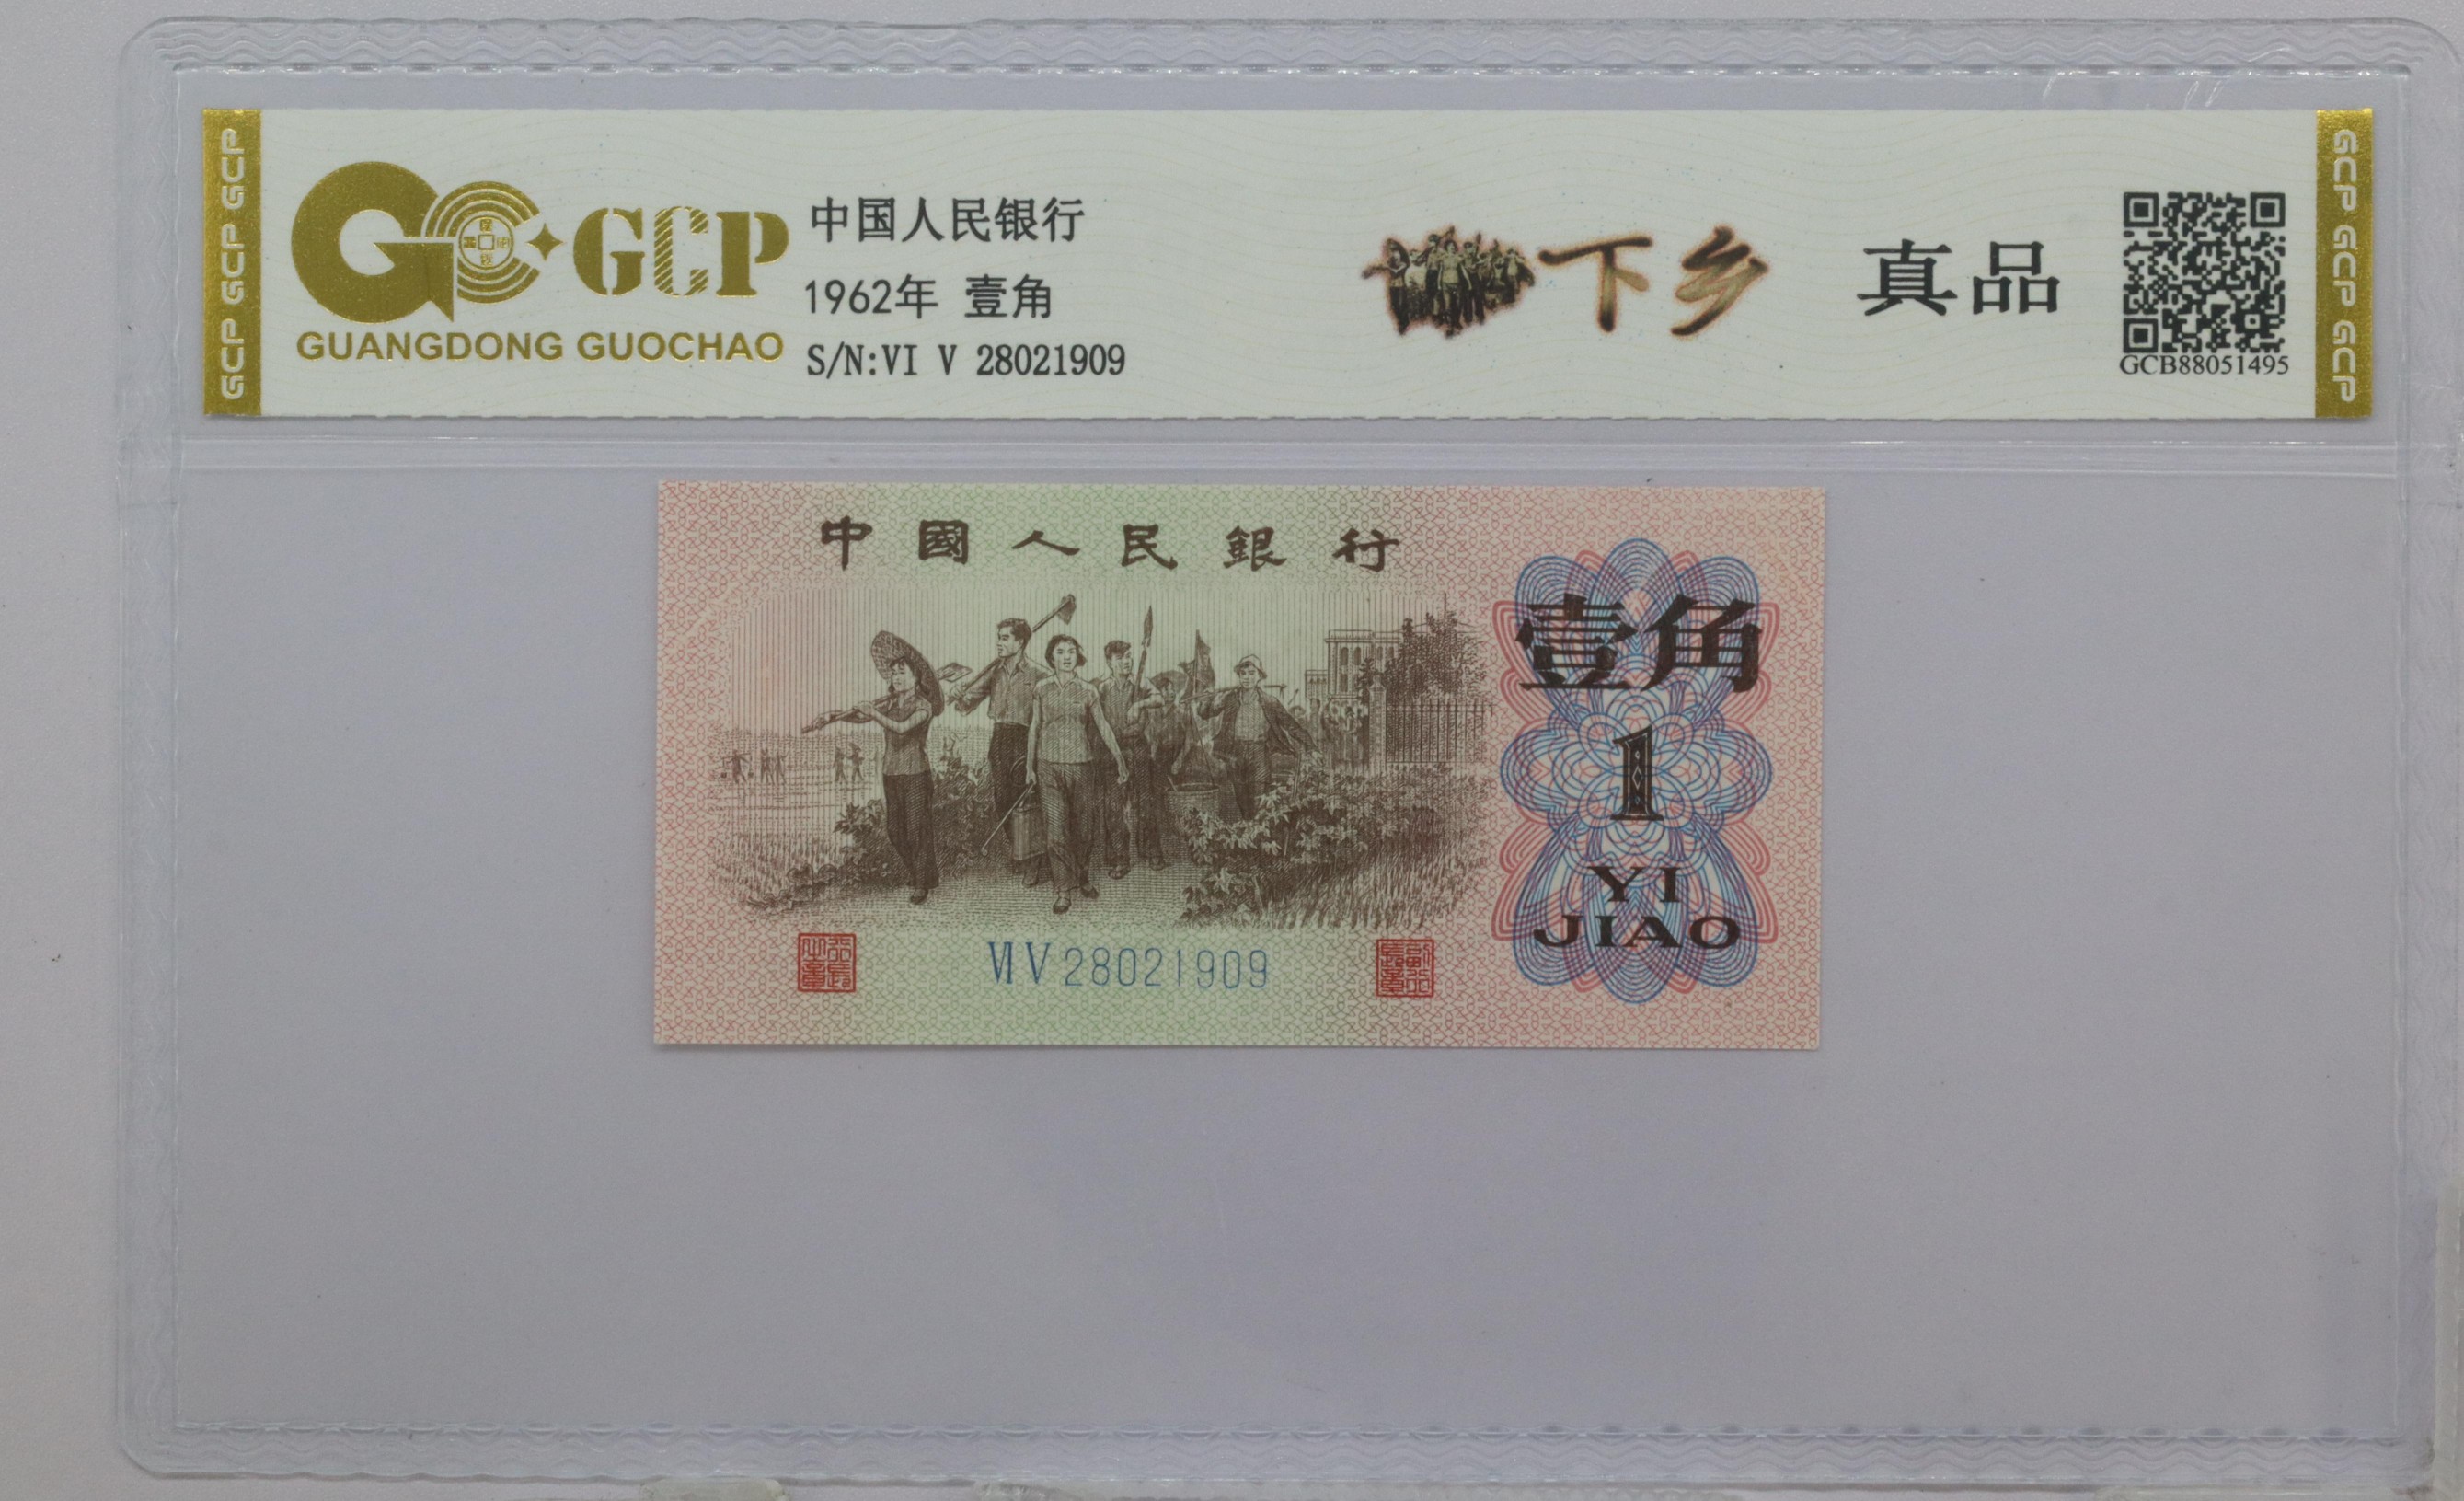 GCP GCP GCP
GCP
GUANGDONG GUOCHAO
中国人民银行
1962年 壹角
S/N:VI V 28021909
下乡
真品
GCB88051495
GCP GCP GCP
中國人民銀行
壹角
1
YI
JIAO
VI V 28021909